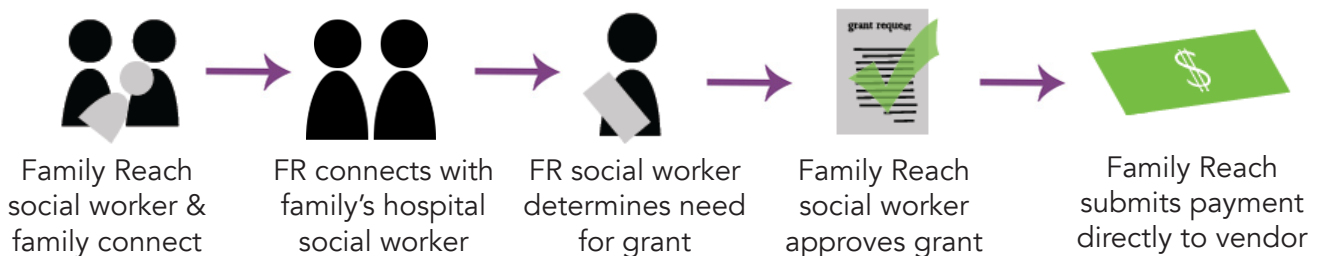 grant request
$
Family Reach
social worker &
family connect
FR connects with
family's hospital
social worker
FR social worker
determines need
for grant
Family Reach
social worker
approves grant
Family Reach
submits payment
directly to vendor